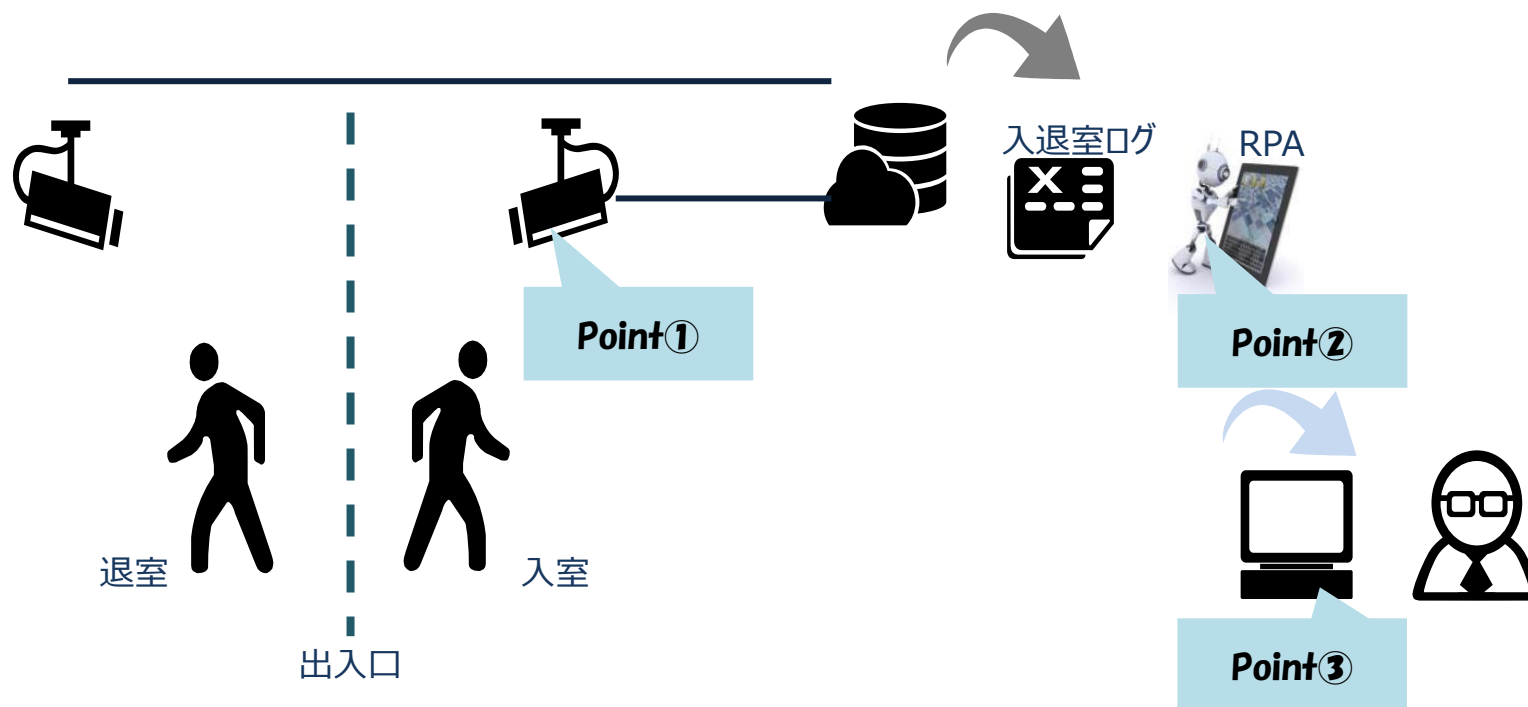 入退室ログ
RPA
Point①
Point②
退室
入室
出入口
Point③